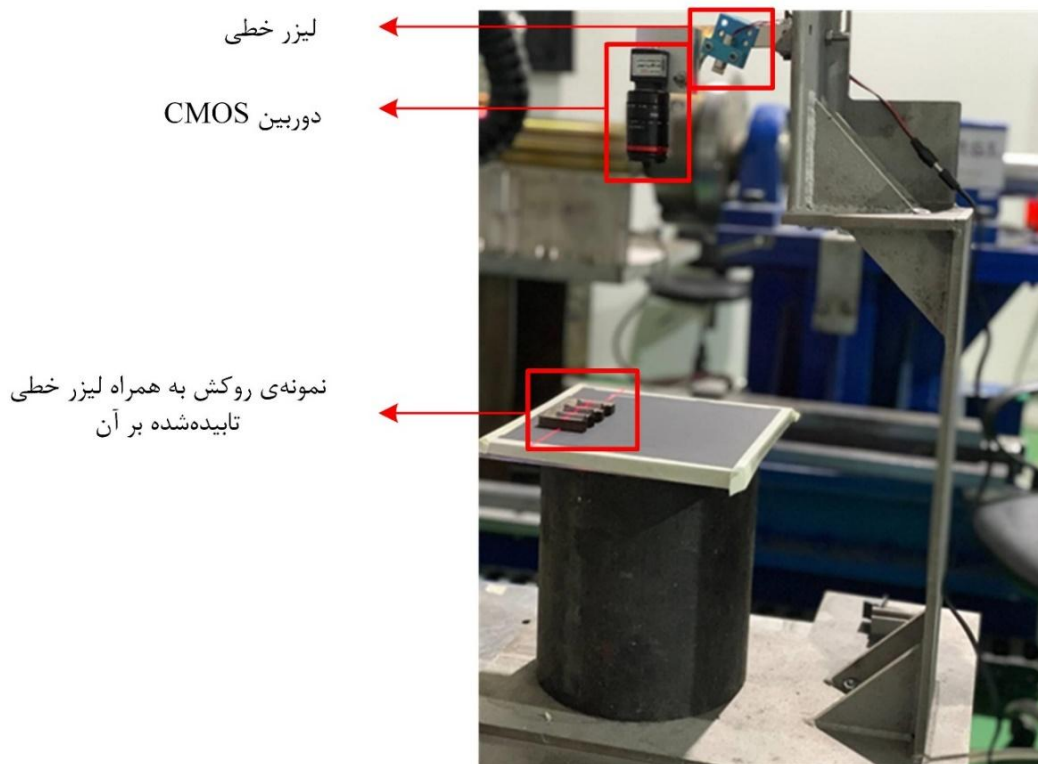 لیزر خطی
دوربین CMOS
نمونه‌ی روکش به همراه لیزر خطی
تابیده‌شده بر آن